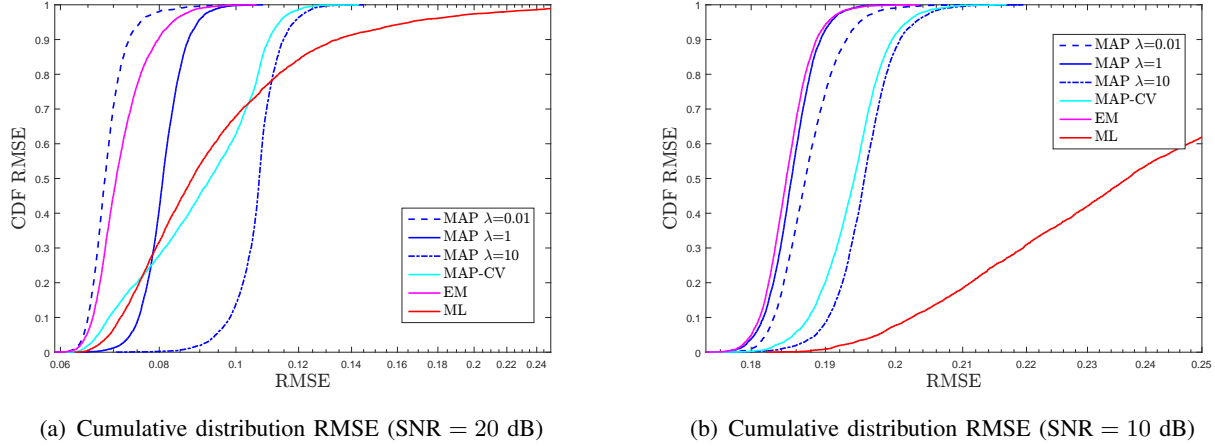 1
0.9
0.8
0.7
0.6
0.5
0.4
0.3
0.2
0.1
0
CDF RMSE
0.06 0.08 0.1 0.12 0.14 0.16 0.18 0.2 0.22 0.24
RMSE
MAP λ=0.01
MAP λ=1
MAP λ=10
MAP-CV
EM
ML
(a) Cumulative distribution RMSE (SNR = 20 dB)
1
0.9
0.8
0.7
0.6
0.5
0.4
0.3
0.2
0.1
0
CDF RMSE
0.18 0.19 0.2 0.21 0.22 0.23 0.24 0.25
RMSE
MAP λ=0.01
MAP λ=1
MAP λ=10
MAP-CV
EM
ML
(b) Cumulative distribution RMSE (SNR = 10 dB)